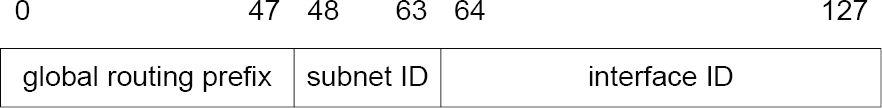 0 47 48 63 64 127
global routing prefix subnet ID interface ID